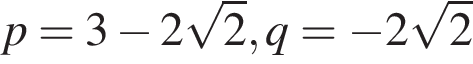 p = 3 − 2√2, q = −2√2